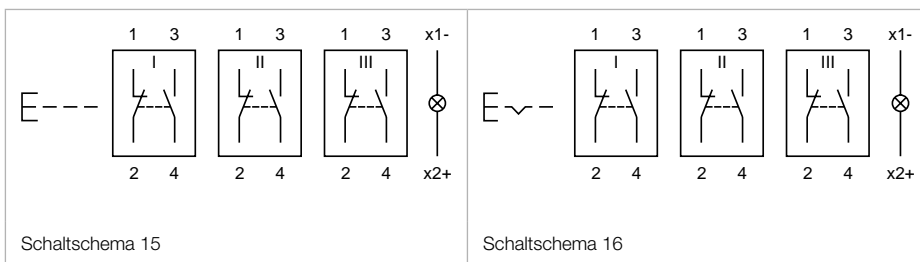 1 3 1 3 1 3 x1- 1 3 1 3 1 3 x1-
I II III I II III
2 4 2 4 2 4 x2+ 2 4 2 4 2 4 x2+
Schaltschema 15 Schaltschema 16